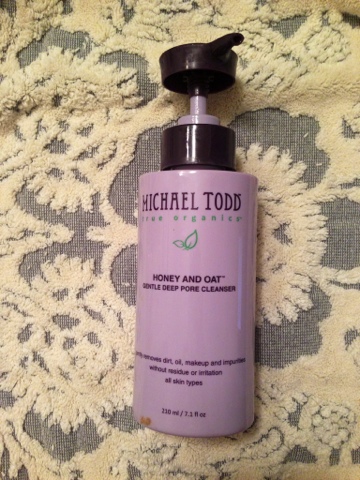 MICHAEL TODD
true organics
HONEY AND OAT™
GENTLE DEEP PORE CLEANSER
removes dirt, oil, makeup and impurities
without residue or irritation
all skin types
210 ml / 7.1 fl oz